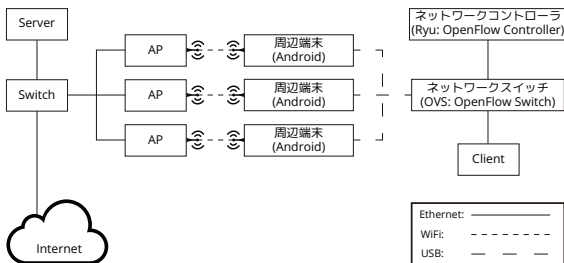 Server
Switch
Internet
AP
AP
AP
周辺端末
(Android)
周辺端末
(Android)
周辺端末
(Android)
ネットワークコントローラ
(Ryu: OpenFlow Controller)
ネットワークスイッチ
(OVS: OpenFlow Switch)
Client
Ethernet:
WiFi:
USB: